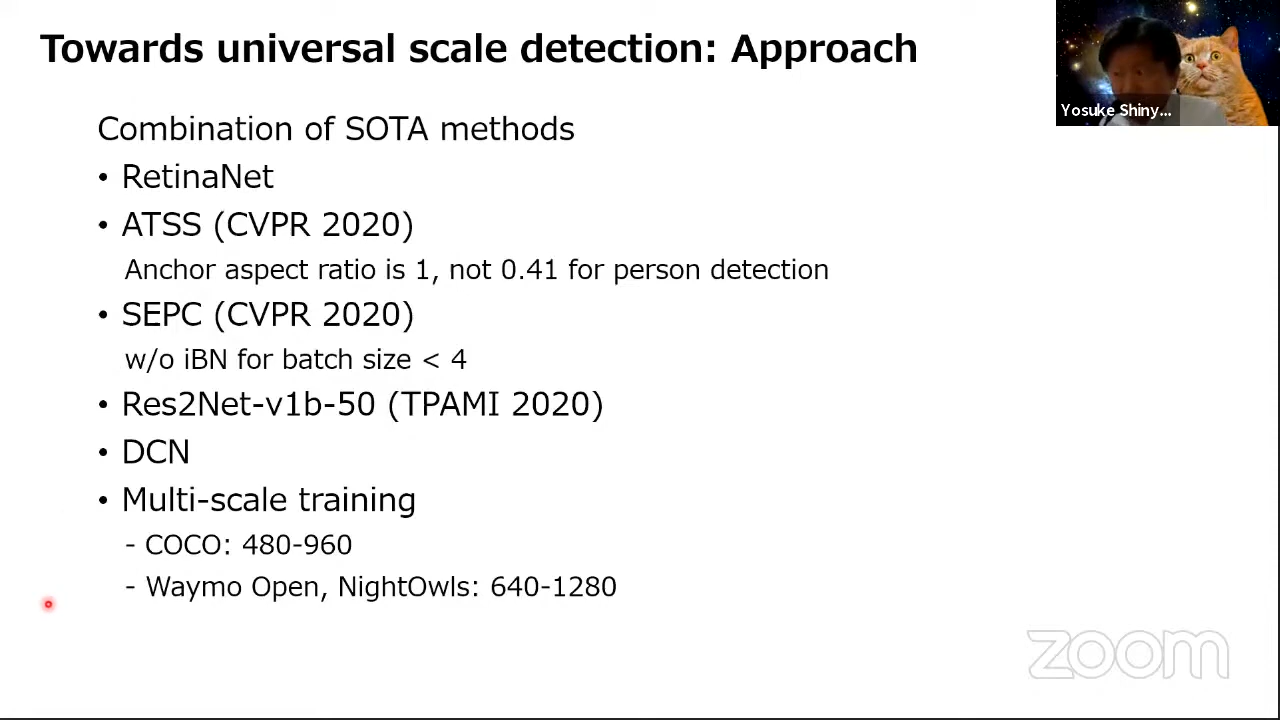 Towards universal scale detection: Approach
Yosuke Shiny...
Combination of SOTA methods
• RetinaNet
• ATSS (CVPR 2020)
Anchor aspect ratio is 1, not 0.41 for person detection
• SEPC (CVPR 2020)
w/o iBN for batch size < 4
• Res2Net-v1b-50 (TPAMI 2020)
• DCN
• Multi-scale training
- COCO: 480-960
- Waymo Open, NightOwls: 640-1280
zoom